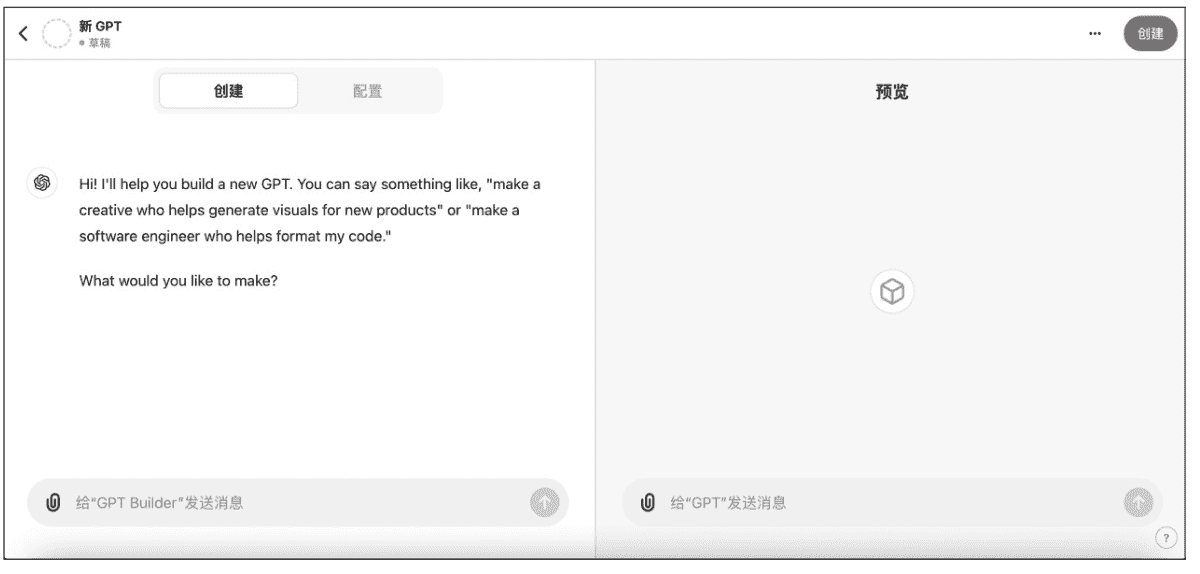 新 GPT
草稿
...
创建
创建
配置
Hi! I'll help you build a new GPT. You can say something like, "make a
creative who helps generate visuals for new products" or "make a
software engineer who helps format my code."
What would you like to make?
给“GPT Builder”发送消息
预览
给“GPT”发送消息
?